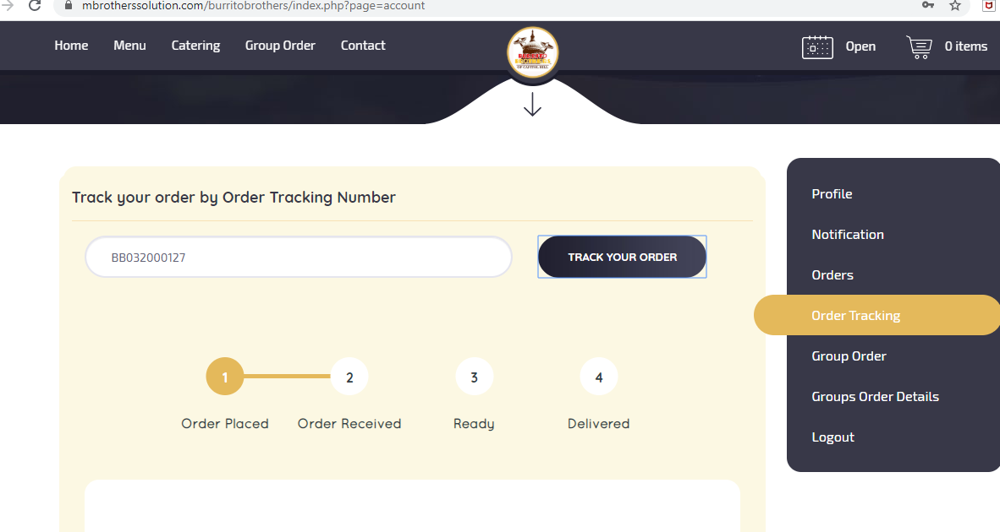 mbrotherssolution.com/burritobrothers/index.php?page=account
Home Menu Catering Group Order Contact
Open 0 items
Track your order by Order Tracking Number
BB032000127 TRACK YOUR ORDER
1 2 3 4
Order Placed Order Received Ready Delivered
Profile
Notification
Orders
Order Tracking
Group Order
Groups Order Details
Logout